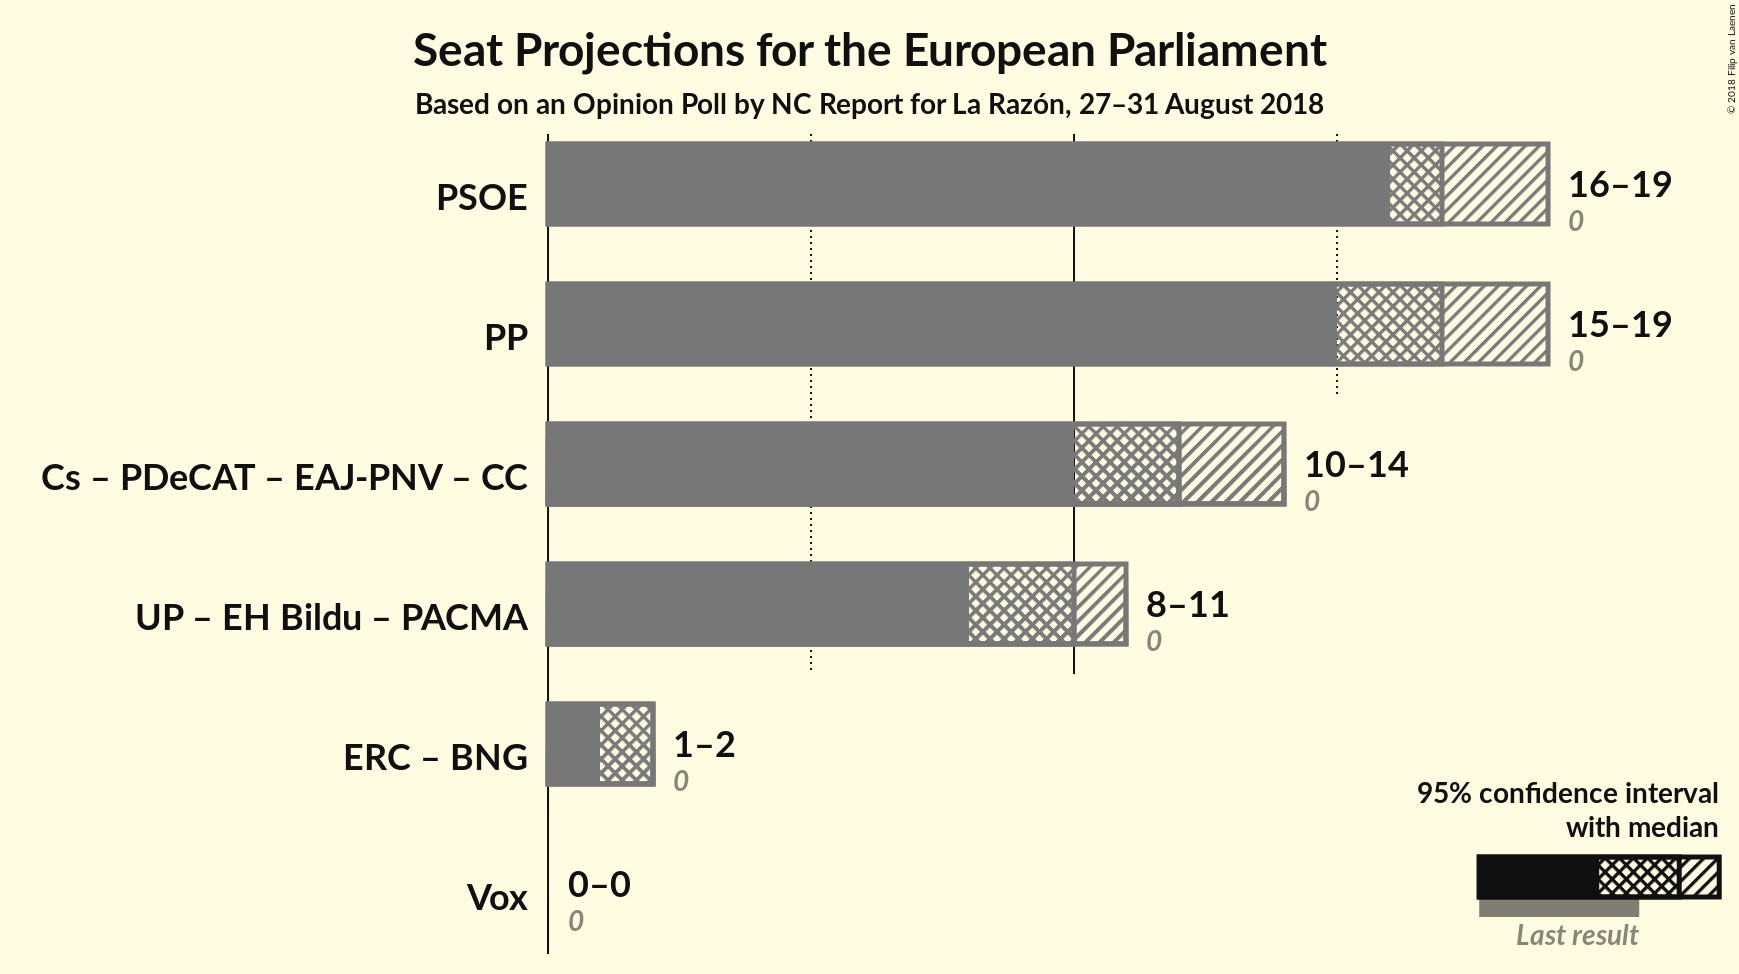 © 2018 Filip van Laenen
Seat Projections for the European Parliament
Based on an Opinion Poll by NC Report for La Razón, 27–31 August 2018
PSOE
16–19
0
PP
15–19
0
Cs – PDeCAT – EAJ-PNV – CC
10–14
0
UP – EH Bildu – PACMA
8–11
0
ERC – BNG
1–2
0
Vox
0–0
0
95% confidence interval
with median
Last result